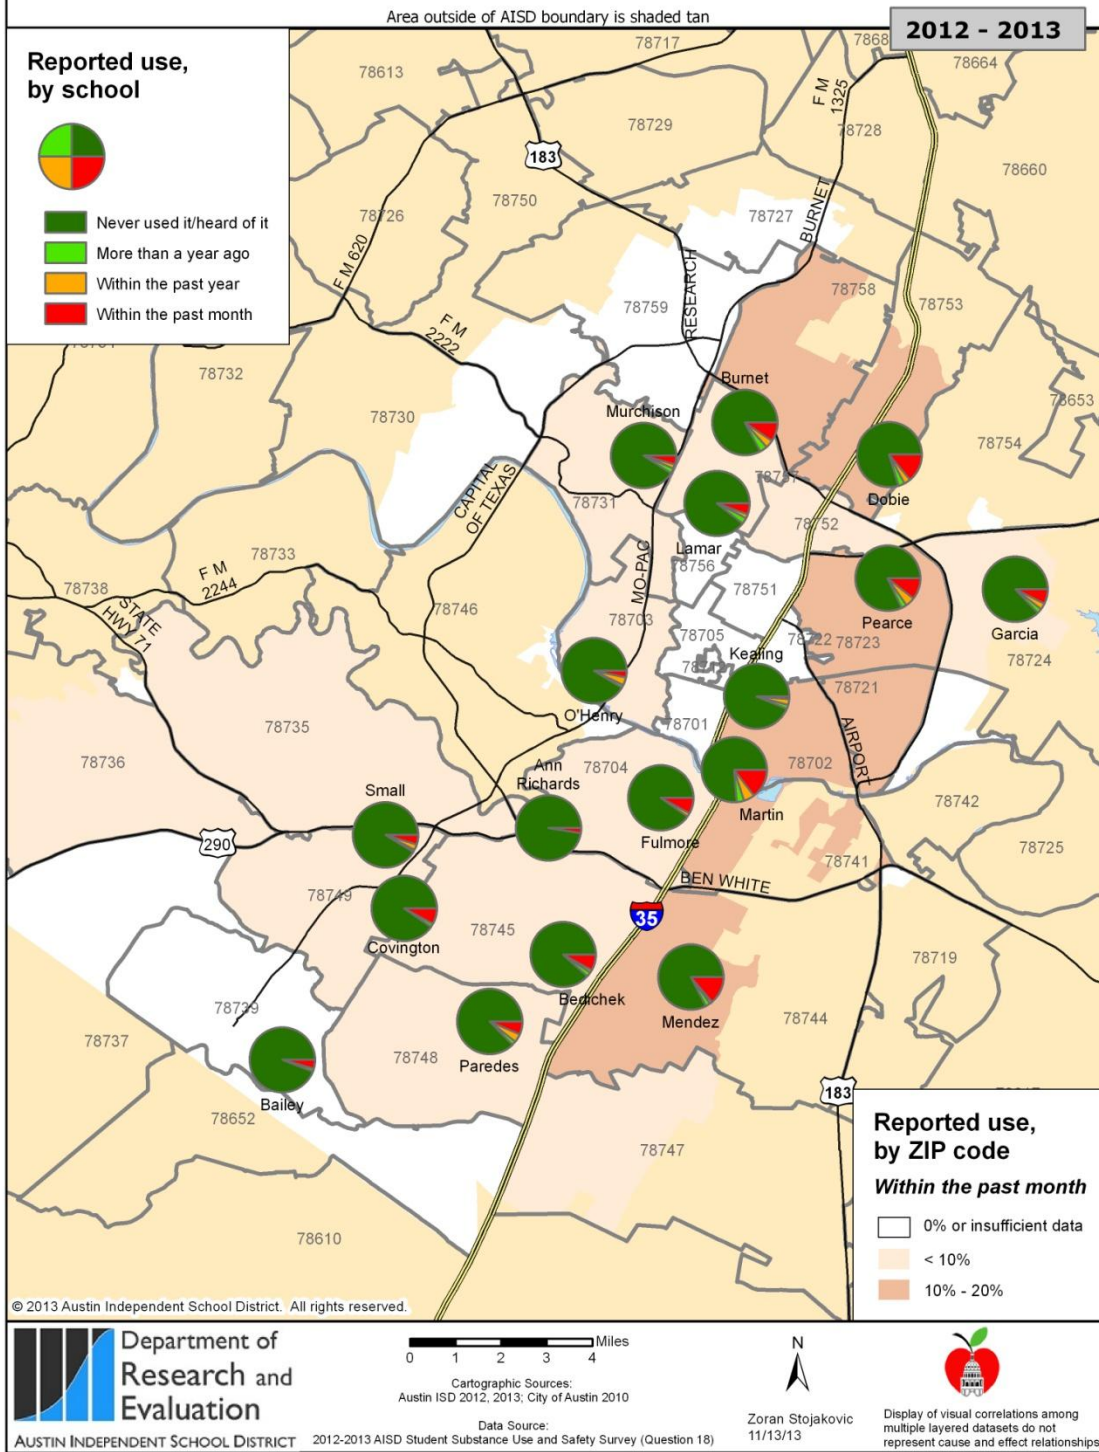 Area outside of AISD boundary is shaded tan
2012 - 2013
Reported use,
by school
Never used it/heard of it
More than a year ago
Within the past year
Within the past month
78613
78717
78664
78729
F M
1325
78728
183
78660
78750
78726
78727
BURNET
F M 620
RESEARCH
78759
78758
78753
F M
2222
78732
78730
Burnet
78653
Murchison
78754
CAPITAL
OF TEXAS
78731
78757
Dobie
78752
Lamar
78756
MO-PAC
78733
F M
2244
78738
STATE
HWY 71
78746
78751
Pearce
Garcia
78703
78705
78722
78723
78724
Kealing
78721
O'Henry
78701
AIRPORT
78735
78736
Ann
Richards
78704
78702
Small
Martin
78742
Fulmore
290
78741
78725
BEN WHITE
78749
35
Covington
78745
78719
Bedichek
78739
Mendez
78744
78737
78748
Paredes
Bailey
183
78652
78747
78610
Reported use,
by ZIP code
Within the past month
0% or insufficient data
< 10%
10% - 20%
© 2013 Austin Independent School District. All rights reserved.
Department of
Research and
Evaluation
AUSTIN INDEPENDENT SCHOOL DISTRICT
Miles
0 1 2 3 4
Cartographic Sources:
Austin ISD 2012, 2013; City of Austin 2010
Data Source:
2012-2013 AISD Student Substance Use and Safety Survey (Question 18)
N
Zoran Stojakovic
11/13/13
Display of visual correlations among
multiple layered datasets do not
represent cause and effect relationships